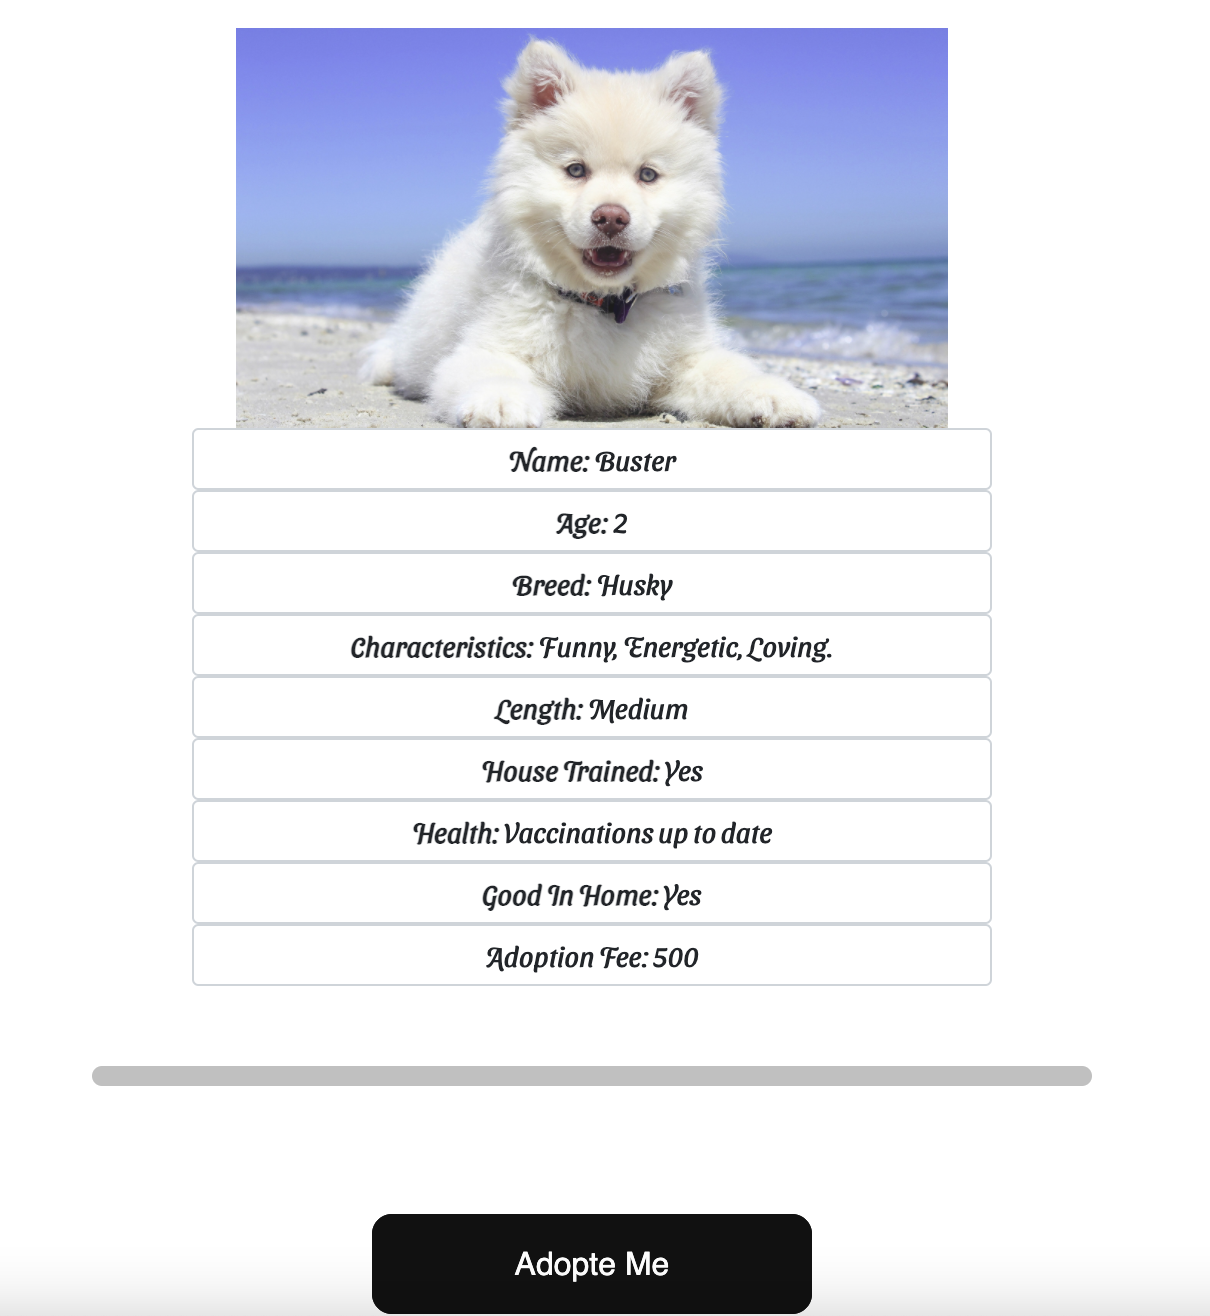 Name: Buster
Age: 2
Breed: Husky
Characteristics: Funny, Energetic, Loving.
Length: Medium
House Trained: Yes
Health: Vaccinations up to date
Good In Home: Yes
Adoption Fee: 500
Adopte Me